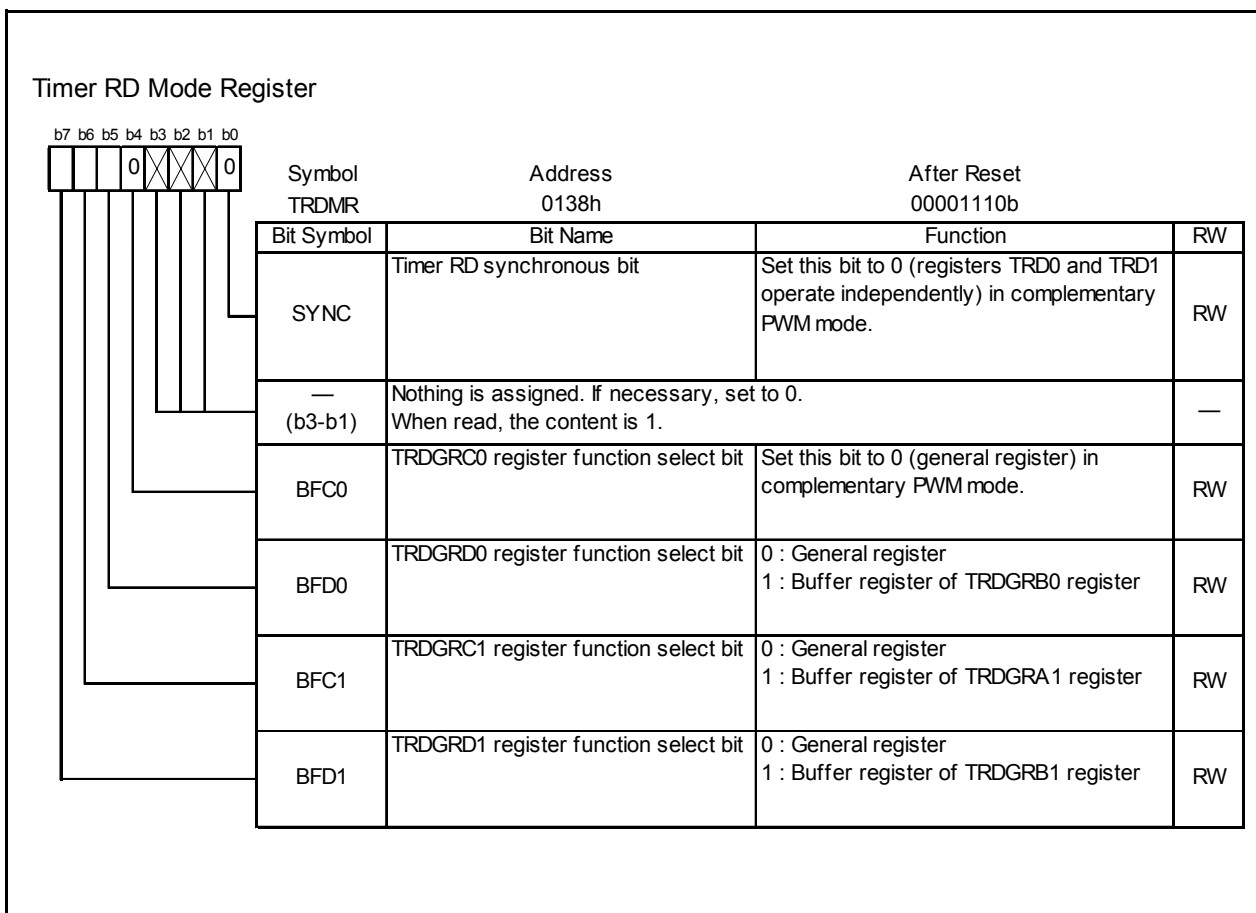 Timer RD Mode Register
b7 b6 b5 b4 b3 b2 b1 b0
0 0
Symbol Address After Reset
TRDMR 0138h 00001110b
Bit Symbol Bit Name Function RW
SYNC Timer RD synchronous bit Set this bit to 0 (registers TRD0 and TRD1
operate independently) in complementary
PWM mode. RW
— Nothing is assigned. If necessary, set to 0.
(b3-b1) When read, the content is 1. —
BFC0 TRDGRC0 register function select bit Set this bit to 0 (general register) in
complementary PWM mode. RW
BFD0 TRDGRD0 register function select bit 0 : General register
1 : Buffer register of TRDGRB0 register RW
BFC1 TRDGRC1 register function select bit 0 : General register
1 : Buffer register of TRDGRA1 register RW
BFD1 TRDGRD1 register function select bit 0 : General register
1 : Buffer register of TRDGRB1 register RW